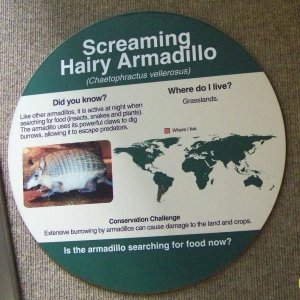 Screaming
Hairy Armadillo
(Chaetophractus vellerosus)
Did you know?
Like other armadillos, it is active at night when
searching for food (insects, snakes and plants).
The armadillo uses its powerful claws to dig
burrows, allowing it to escape predators.
Where do I live?
Grasslands.
Where I live
Conservation Challenge
Extensive burrowing by armadillos can cause damage to the land and crops.
Is the armadillo searching for food now?